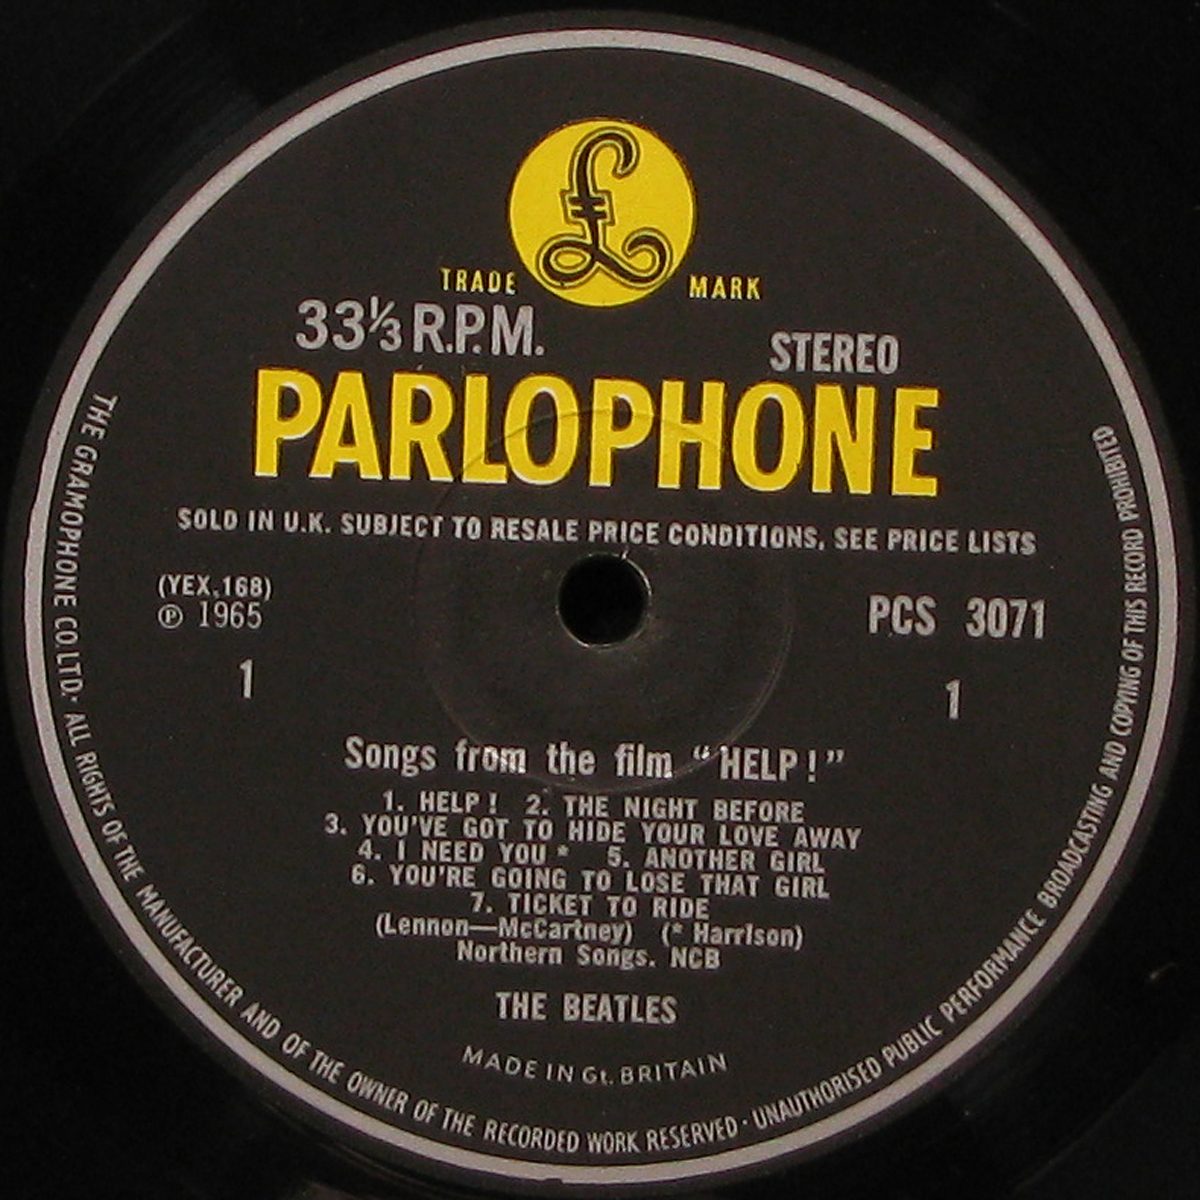 £
TRADE MARK
33⅓ R.P.M. STEREO
PARLOPHONE
SOLD IN U.K. SUBJECT TO RESALE PRICE CONDITIONS, SEE PRICE LISTS
(YEX.168)
Ⓟ 1965
PCS 3071
1 1
Songs from the film "HELP!"
1. HELP! 2. THE NIGHT BEFORE
3. YOU'VE GOT TO HIDE YOUR LOVE AWAY
4. I NEED YOU * 5. ANOTHER GIRL
6. YOU'RE GOING TO LOSE THAT GIRL
7. TICKET TO RIDE
(Lennon—McCartney) (* Harrison)
Northern Songs. NCB
THE BEATLES
MADE IN Gt. BRITAIN
THE GRAMOPHONE CO.LTD. · ALL RIGHTS OF THE MANUFACTURER AND OF THE OWNER OF THE RECORDED WORK RESERVED · UNAUTHORISED PUBLIC PERFORMANCE BROADCASTING AND COPYING OF THIS RECORD PROHIBITED